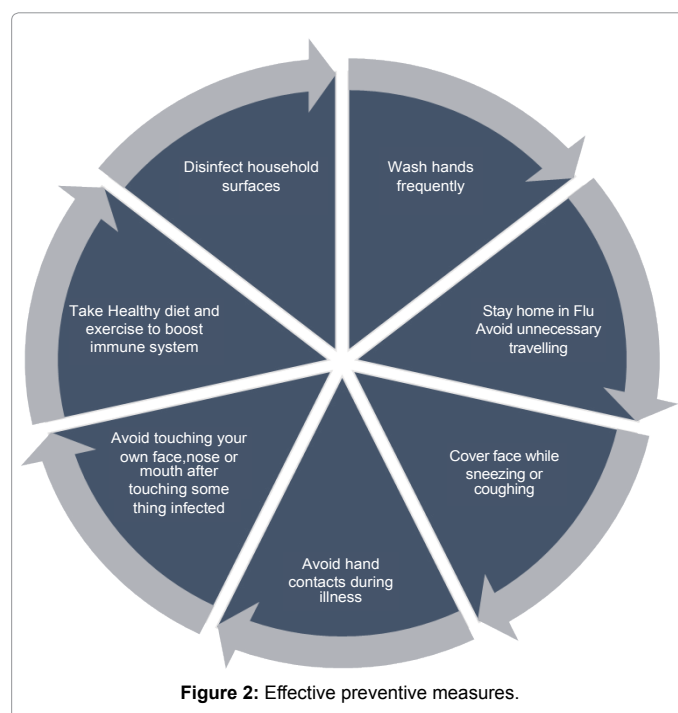 Disinfect household
surfaces
Wash hands
frequently
Stay home in Flu
Avoid unnecessary
travelling
Cover face while
sneezing or
coughing
Avoid hand
contacts during
illness
Avoid touching your
own face,nose or
mouth after
touching some
thing infected
Take Healthy diet and
exercise to boost
immune system
Figure 2: Effective preventive measures.